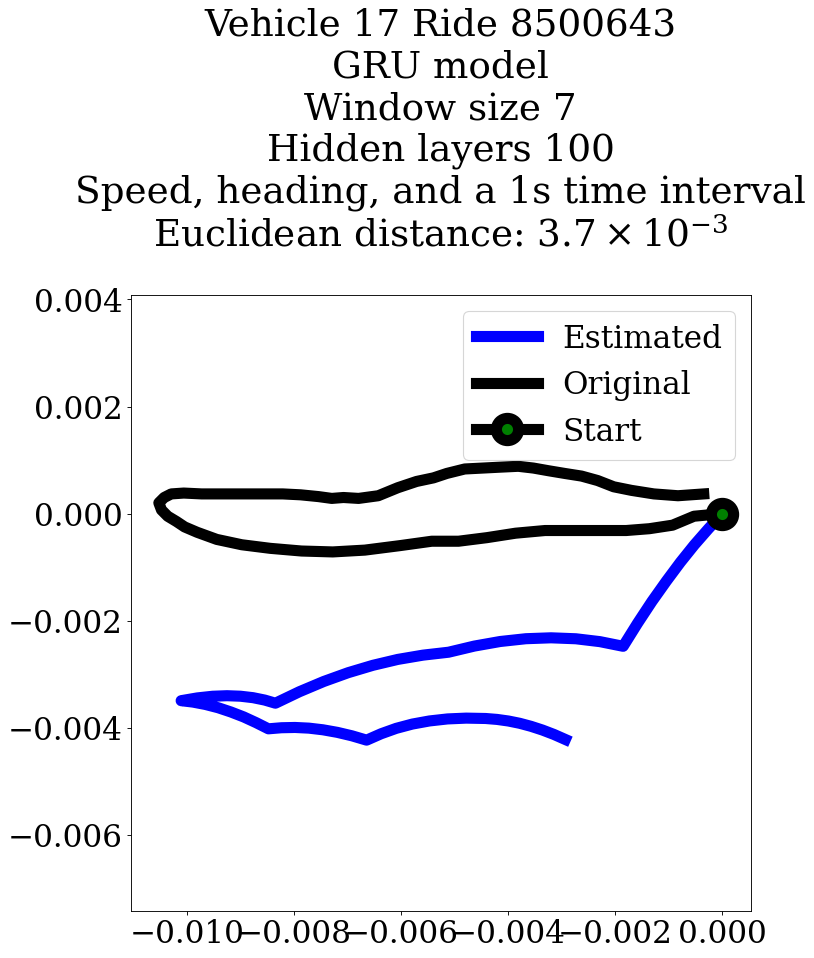 Vehicle 17 Ride 8500643
GRU model
Window size 7
Hidden layers 100
Speed, heading, and a 1s time interval
Euclidean distance: 3.7 × 10⁻³
Estimated
Original
Start
0.004
0.002
0.000
−0.002
−0.004
−0.006
−0.010 −0.008 −0.006 −0.004 −0.002 0.000